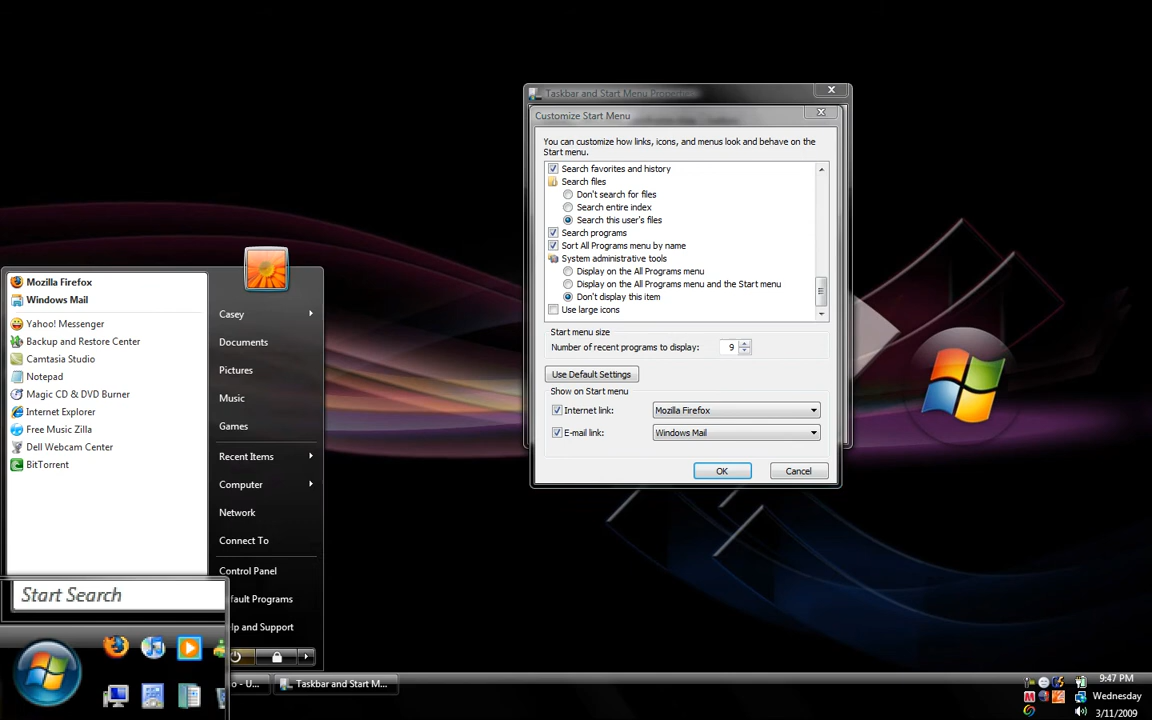 Taskbar and Start Menu Properties
Customize Start Menu
You can customize how links, icons, and menus look and behave on the
Start menu.
Search favorites and history
Search files
Don't search for files
Search entire index
Search this user's files
Search programs
Sort All Programs menu by name
System administrative tools
Display on the All Programs menu
Display on the All Programs menu and the Start menu
Don't display this item
Use large icons
Start menu size
Number of recent programs to display: 9
Use Default Settings
Show on Start menu
Internet link: Mozilla Firefox
E-mail link: Windows Mail
OK Cancel
Mozilla Firefox
Windows Mail
Yahoo! Messenger
Backup and Restore Center
Camtasia Studio
Notepad
Magic CD & DVD Burner
Internet Explorer
Free Music Zilla
Dell Webcam Center
BitTorrent
Start Search
Casey
Documents
Pictures
Music
Games
Recent Items
Computer
Network
Connect To
Control Panel
fault Programs
lp and Support
o - U...
Taskbar and Start M...
9:47 PM
Wednesday
3/11/2009